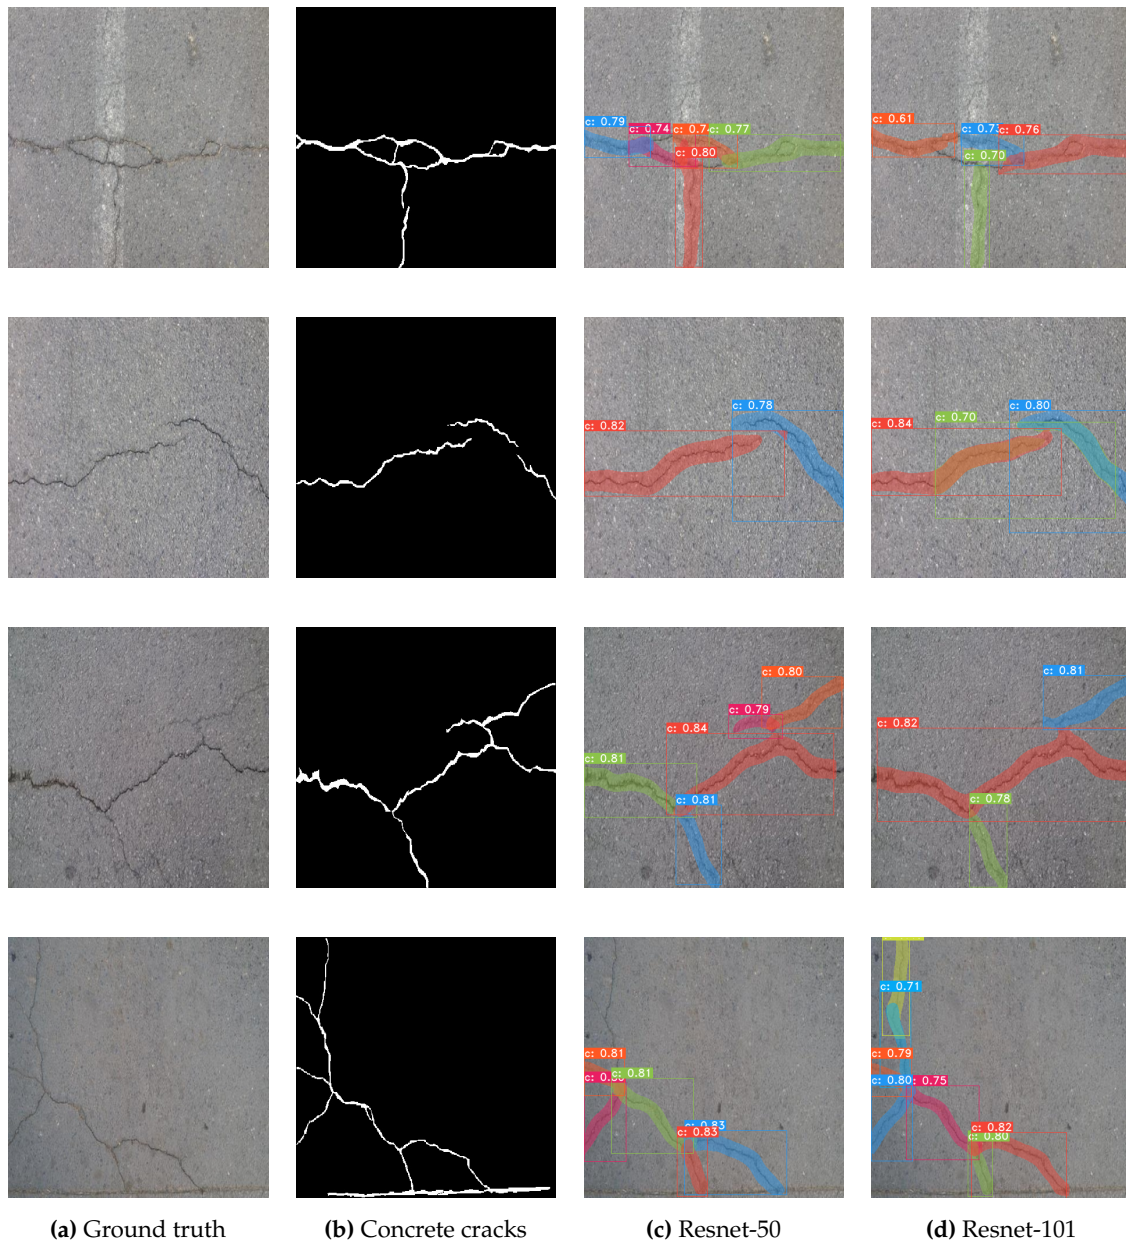 c: 0.79
c: 0.74
c: 0.77
c: 0.80
c: 0.61
c: 0.76
c: 0.70
c: 0.82
c: 0.78
c: 0.84
c: 0.70
c: 0.80
c: 0.81
c: 0.84
c: 0.79
c: 0.80
c: 0.81
c: 0.82
c: 0.81
c: 0.78
c: 0.81
c: 0.81
c: 0.83
c: 0.83
c: 0.71
c: 0.79
c: 0.80
0.75
c: 0.82
c: 0.80
(a) Ground truth
(b) Concrete cracks
(c) Resnet-50
(d) Resnet-101